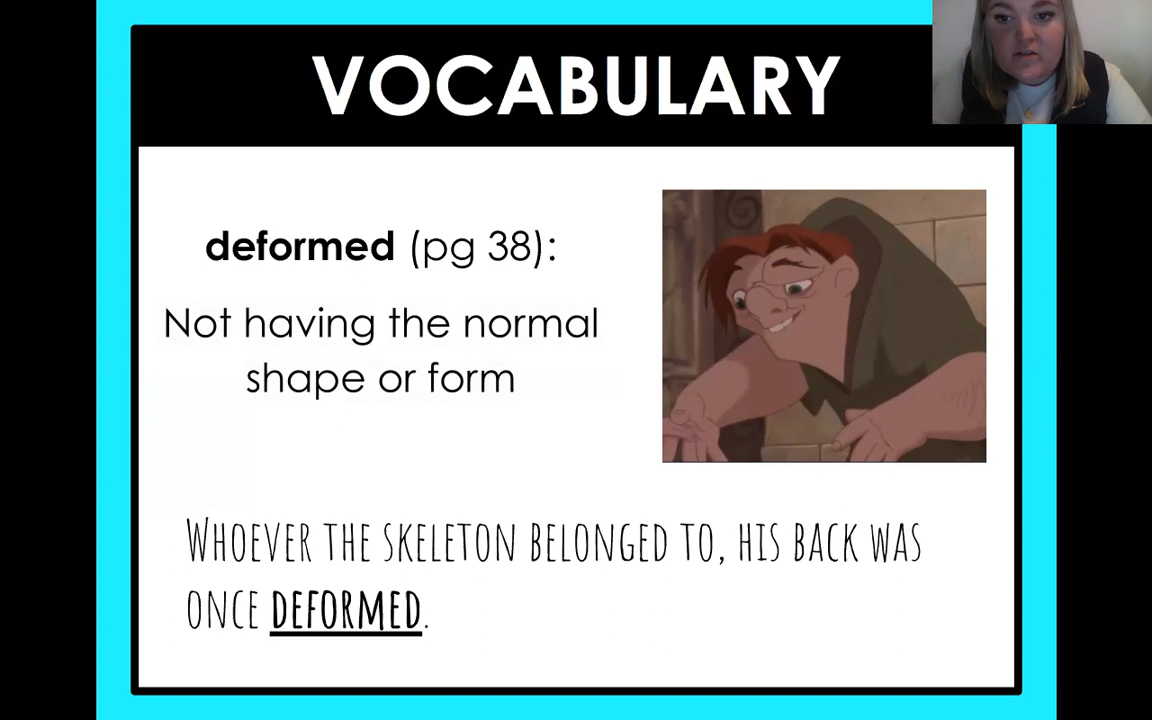 VOCABULARY
deformed (pg 38):
Not having the normal
shape or form
WHOEVER THE SKELETON BELONGED TO, HIS BACK WAS
ONCE DEFORMED.